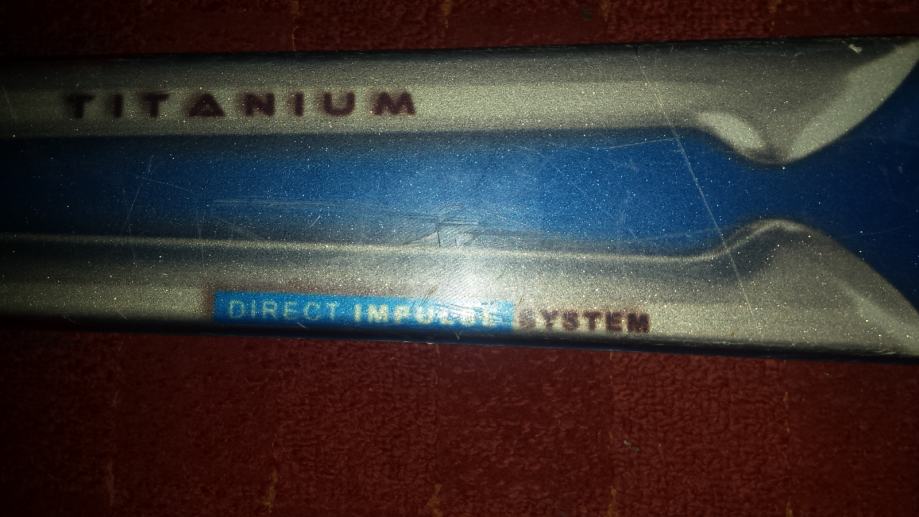 TITANIUM
DIRECT IMPULSE SYSTEM